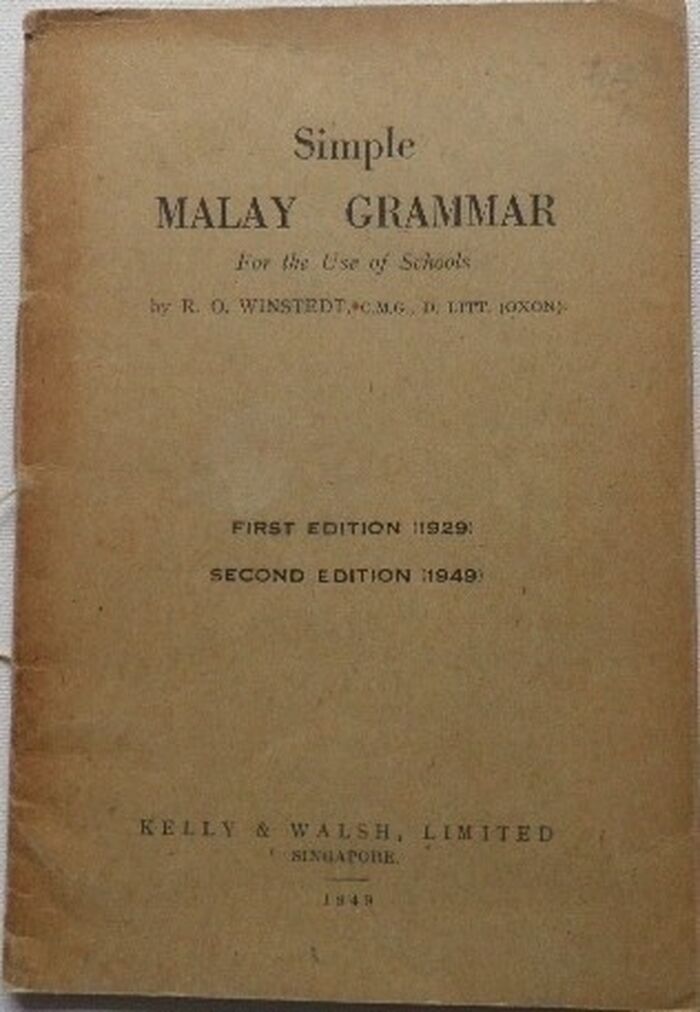 Simple
MALAY GRAMMAR
For the Use of Schools
by R. O. WINSTEDT, C.M.G., D. LITT. (OXON).
FIRST EDITION (1929)
SECOND EDITION (1949)
KELLY & WALSH, LIMITED
SINGAPORE.
1949